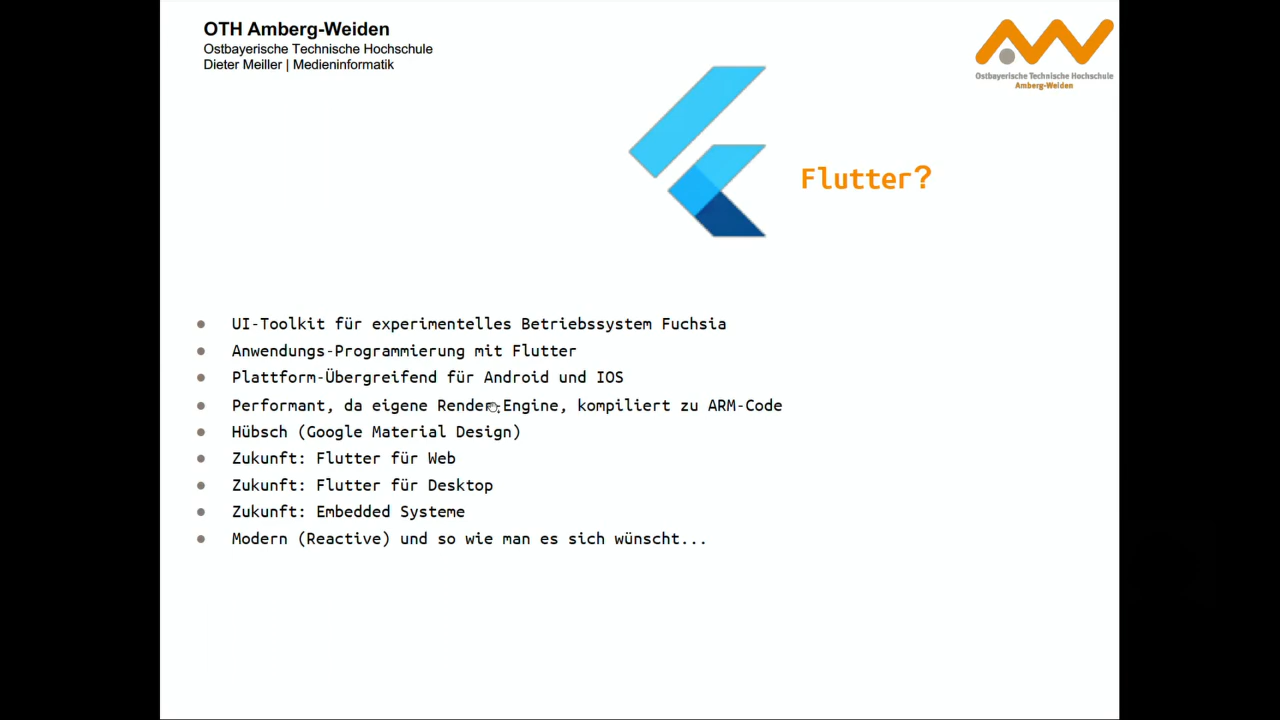 OTH Amberg-Weiden
Ostbayerische Technische Hochschule
Dieter Meiller | Medieninformatik
Ostbayerische Technische Hochschule
Amberg-Weiden
Flutter?
UI-Toolkit für experimentelles Betriebssystem Fuchsia
Anwendungs-Programmierung mit Flutter
Plattform-Übergreifend für Android und IOS
Performant, da eigene Render-Engine, kompiliert zu ARM-Code
Hübsch (Google Material Design)
Zukunft: Flutter für Web
Zukunft: Flutter für Desktop
Zukunft: Embedded Systeme
Modern (Reactive) und so wie man es sich wünscht...